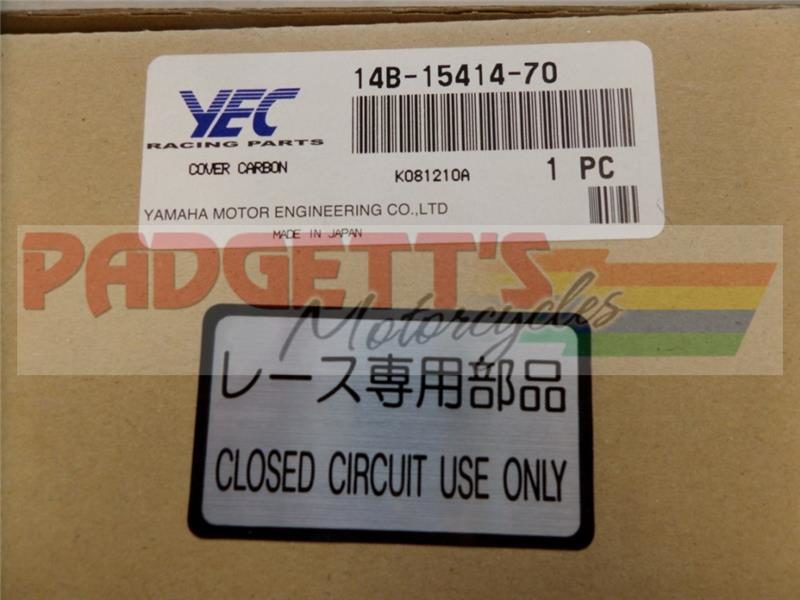 14B-15414-70
YEC
RACING PARTS
COVER CARBON
K081210A
1 PC
YAMAHA MOTOR ENGINEERING CO.,LTD
MADE IN JAPAN
PADGETT'S
Motorcycles
レース専用部品
CLOSED CIRCUIT USE ONLY